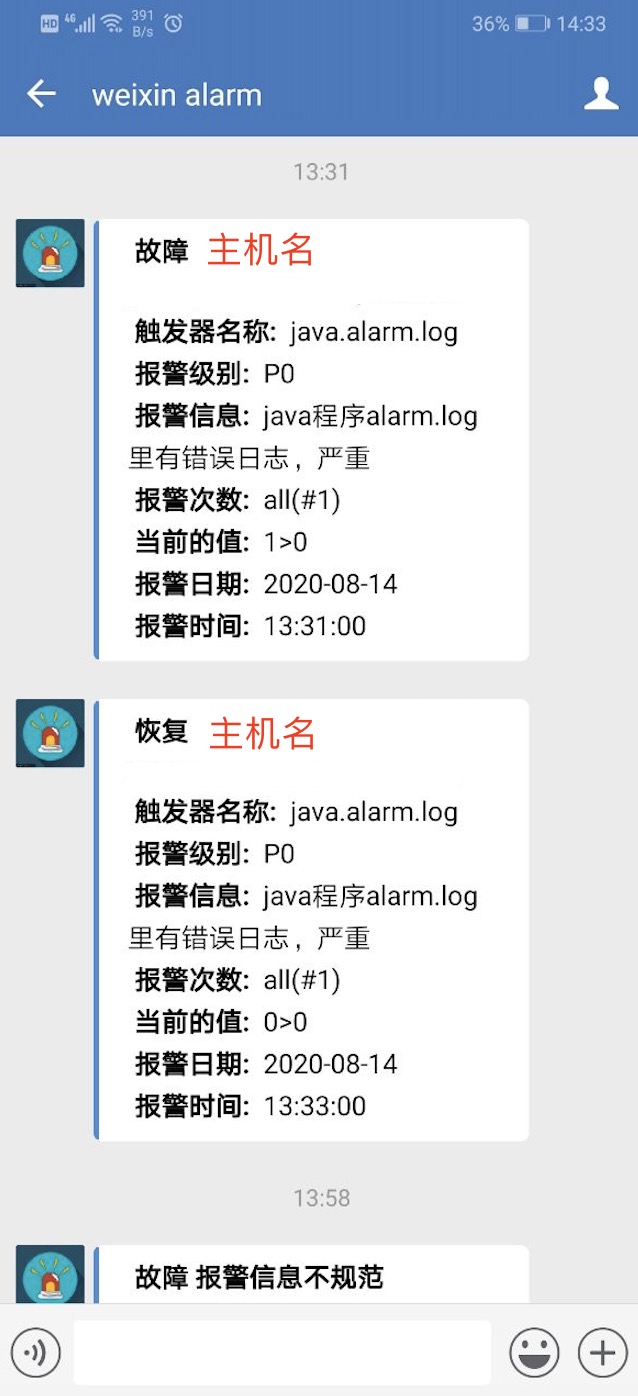 HD 46 391 B/s 36% 14:33
weixin alarm
13:31
故障 主机名
触发器名称: java.alarm.log
报警级别: P0
报警信息: java程序alarm.log
里有错误日志，严重
报警次数: all(#1)
当前的值: 1>0
报警日期: 2020-08-14
报警时间: 13:31:00
恢复 主机名
触发器名称: java.alarm.log
报警级别: P0
报警信息: java程序alarm.log
里有错误日志，严重
报警次数: all(#1)
当前的值: 0>0
报警日期: 2020-08-14
报警时间: 13:33:00
13:58
故障 报警信息不规范